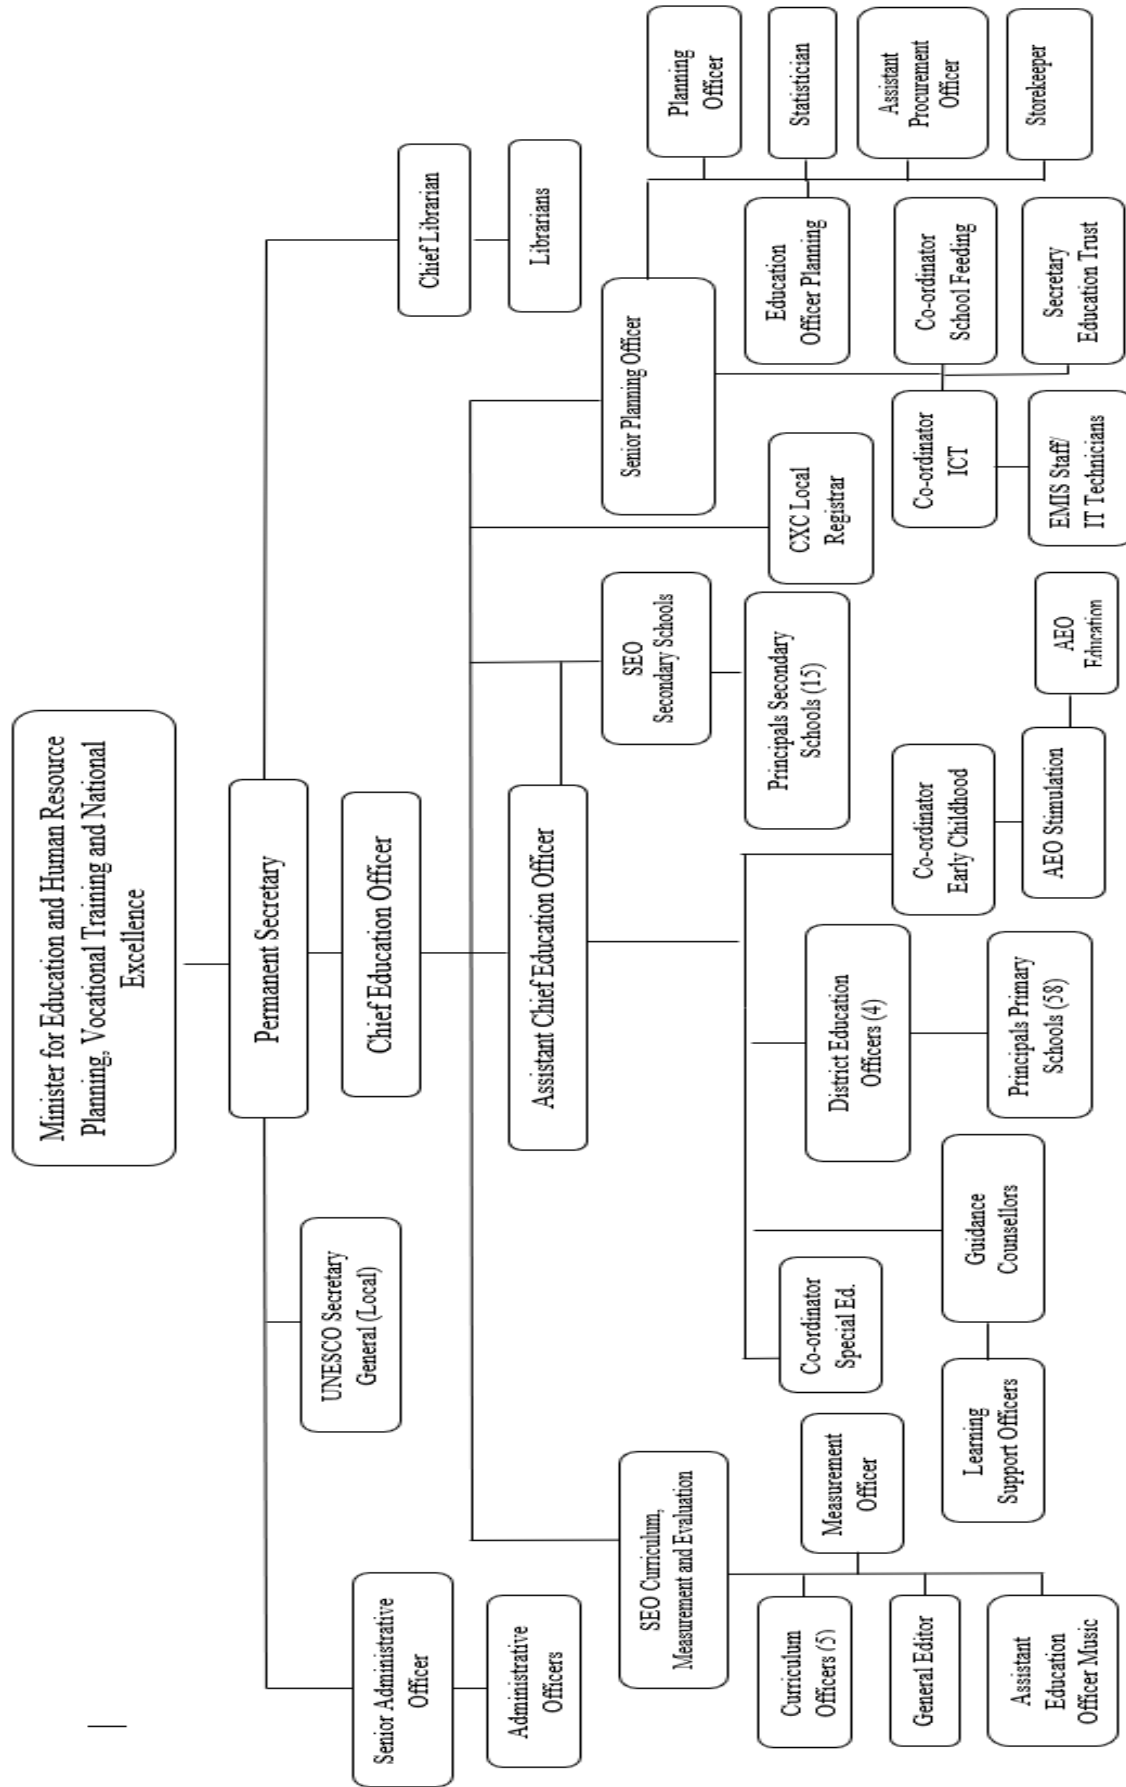 Minister for Education and Human Resource
Planning, Vocational Training and National
Excellence
Permanent Secretary
Senior Administrative
Officer
Administrative
Officers
UNESCO Secretary
General (Local)
Chief Education Officer
Chief Librarian
Librarians
Assistant Chief Education Officer
SEO Curriculum,
Measurement and Evaluation
Curriculum
Officers (5)
Measurement
Officer
General Editor
Assistant
Education
Officer Music
SEO
Secondary Schools
Principals Secondary
Schools (15)
CXC Local
Registrar
Senior Planning Officer
Co-ordinator
Special Ed.
Learning
Support Officers
Guidance
Counsellors
District Education
Officers (4)
Principals Primary
Schools (58)
Co-ordinator
Early Childhood
AEO Stimulation
AEO
Education
Education
Officer Planning
Planning
Officer
Statistician
Assistant
Procurement
Officer
Storekeeper
Co-ordinator
ICT
Co-ordinator
School Feeding
EMIS Staff/
IT Technicians
Secretary
Education Trust